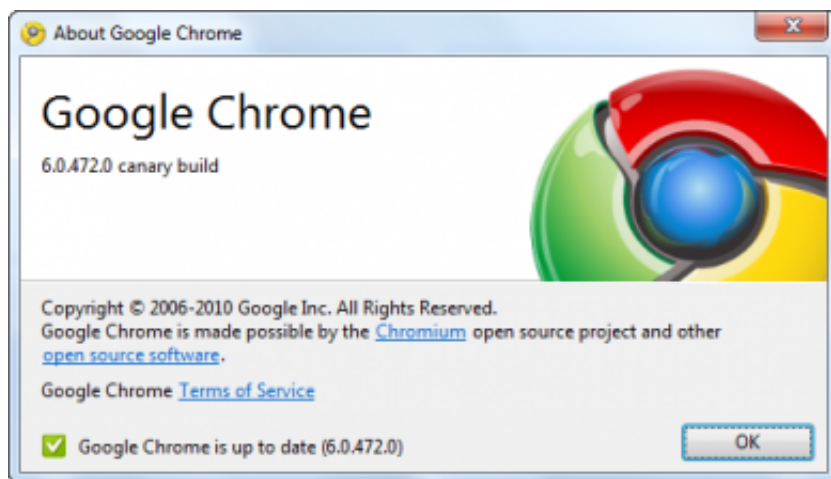 About Google Chrome
Google Chrome
6.0.472.0 canary build
Copyright © 2006-2010 Google Inc. All Rights Reserved.
Google Chrome is made possible by the Chromium open source project and other
open source software.
Google Chrome Terms of Service
Google Chrome is up to date (6.0.472.0)
OK